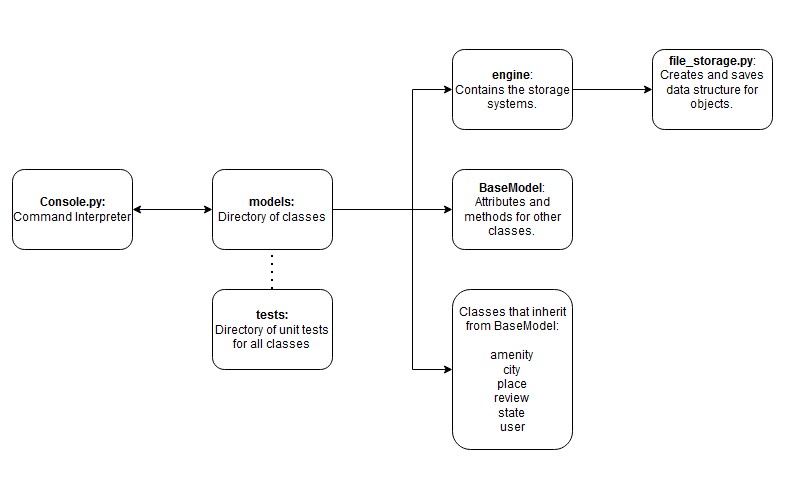 engine:
Contains the storage
systems.
file_storage.py:
Creates and saves
data structure for
objects.
Console.py:
Command Interpreter
models:
Directory of classes
BaseModel:
Attributes and
methods for other
classes.
tests:
Directory of unit tests
for all classes
Classes that inherit
from BaseModel:
amenity
city
place
review
state
user